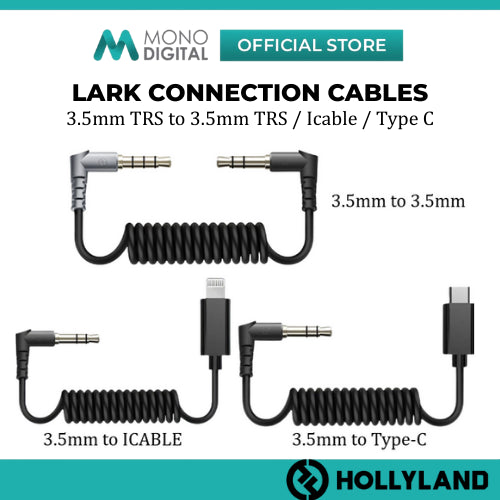 MONO
DIGITAL
OFFICIAL STORE
LARK CONNECTION CABLES
3.5mm TRS to 3.5mm TRS / Icable / Type C
3.5mm to 3.5mm
3.5mm to ICABLE
3.5mm to Type-C
HOLLYLAND